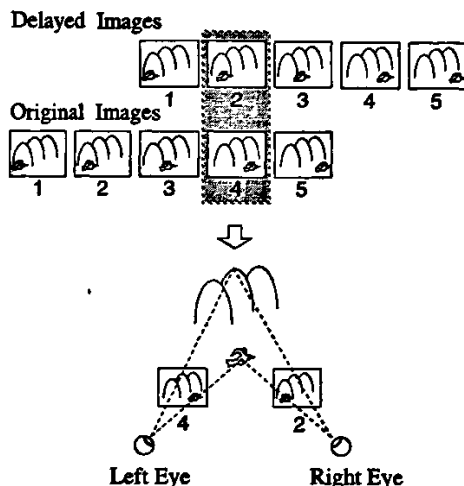 Delayed Images
1 2 3 4 5
Original Images
1 2 3 4 5
4 2
Left Eye Right Eye